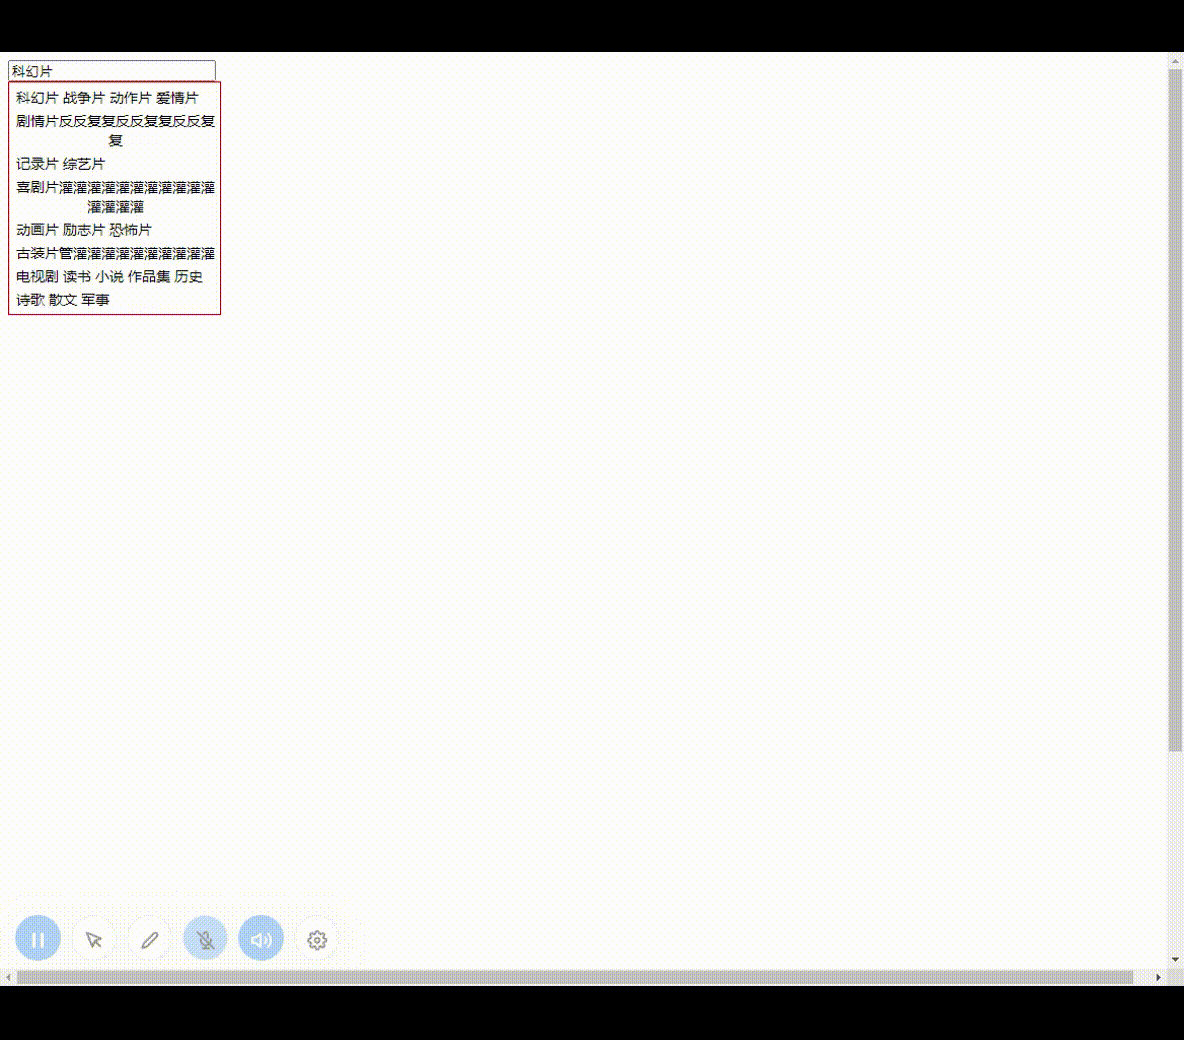 科幻片
科幻片 战争片 动作片 爱情片
剧情片反反复复反反复复反反复
复
记录片 综艺片
喜剧片灌灌灌灌灌灌灌灌灌灌灌
灌灌灌灌
动画片 励志片 恐怖片
古装片管灌灌灌灌灌灌灌灌灌灌
电视剧 读书 小说 作品集 历史
诗歌 散文 军事